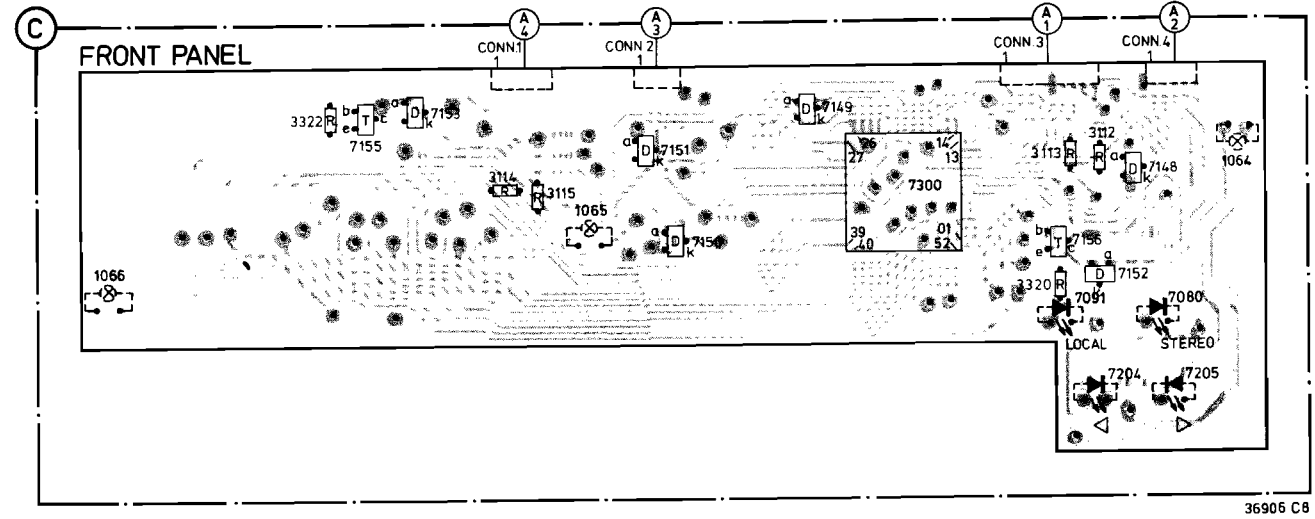 C
A 4
A 3
A 1
A 2
FRONT PANEL
CONN.1
1
CONN 2
1
CONN.3
1
CONN.4
1
3322 R
b
e
T
c
7155
a
D
k
7153
a
D
k
7149
a
D
k
7151
26
27
14
13
7300
39
40
01
52
3113 R
3112
R
a
D
k
7148
1064
3114
R
R
3115
1065
a
D
k
7150
b
e
T
c
7156
a
D
7152
1066
3320 R
7091
LOCAL
7080
STEREO
7204
7205
36906 C8